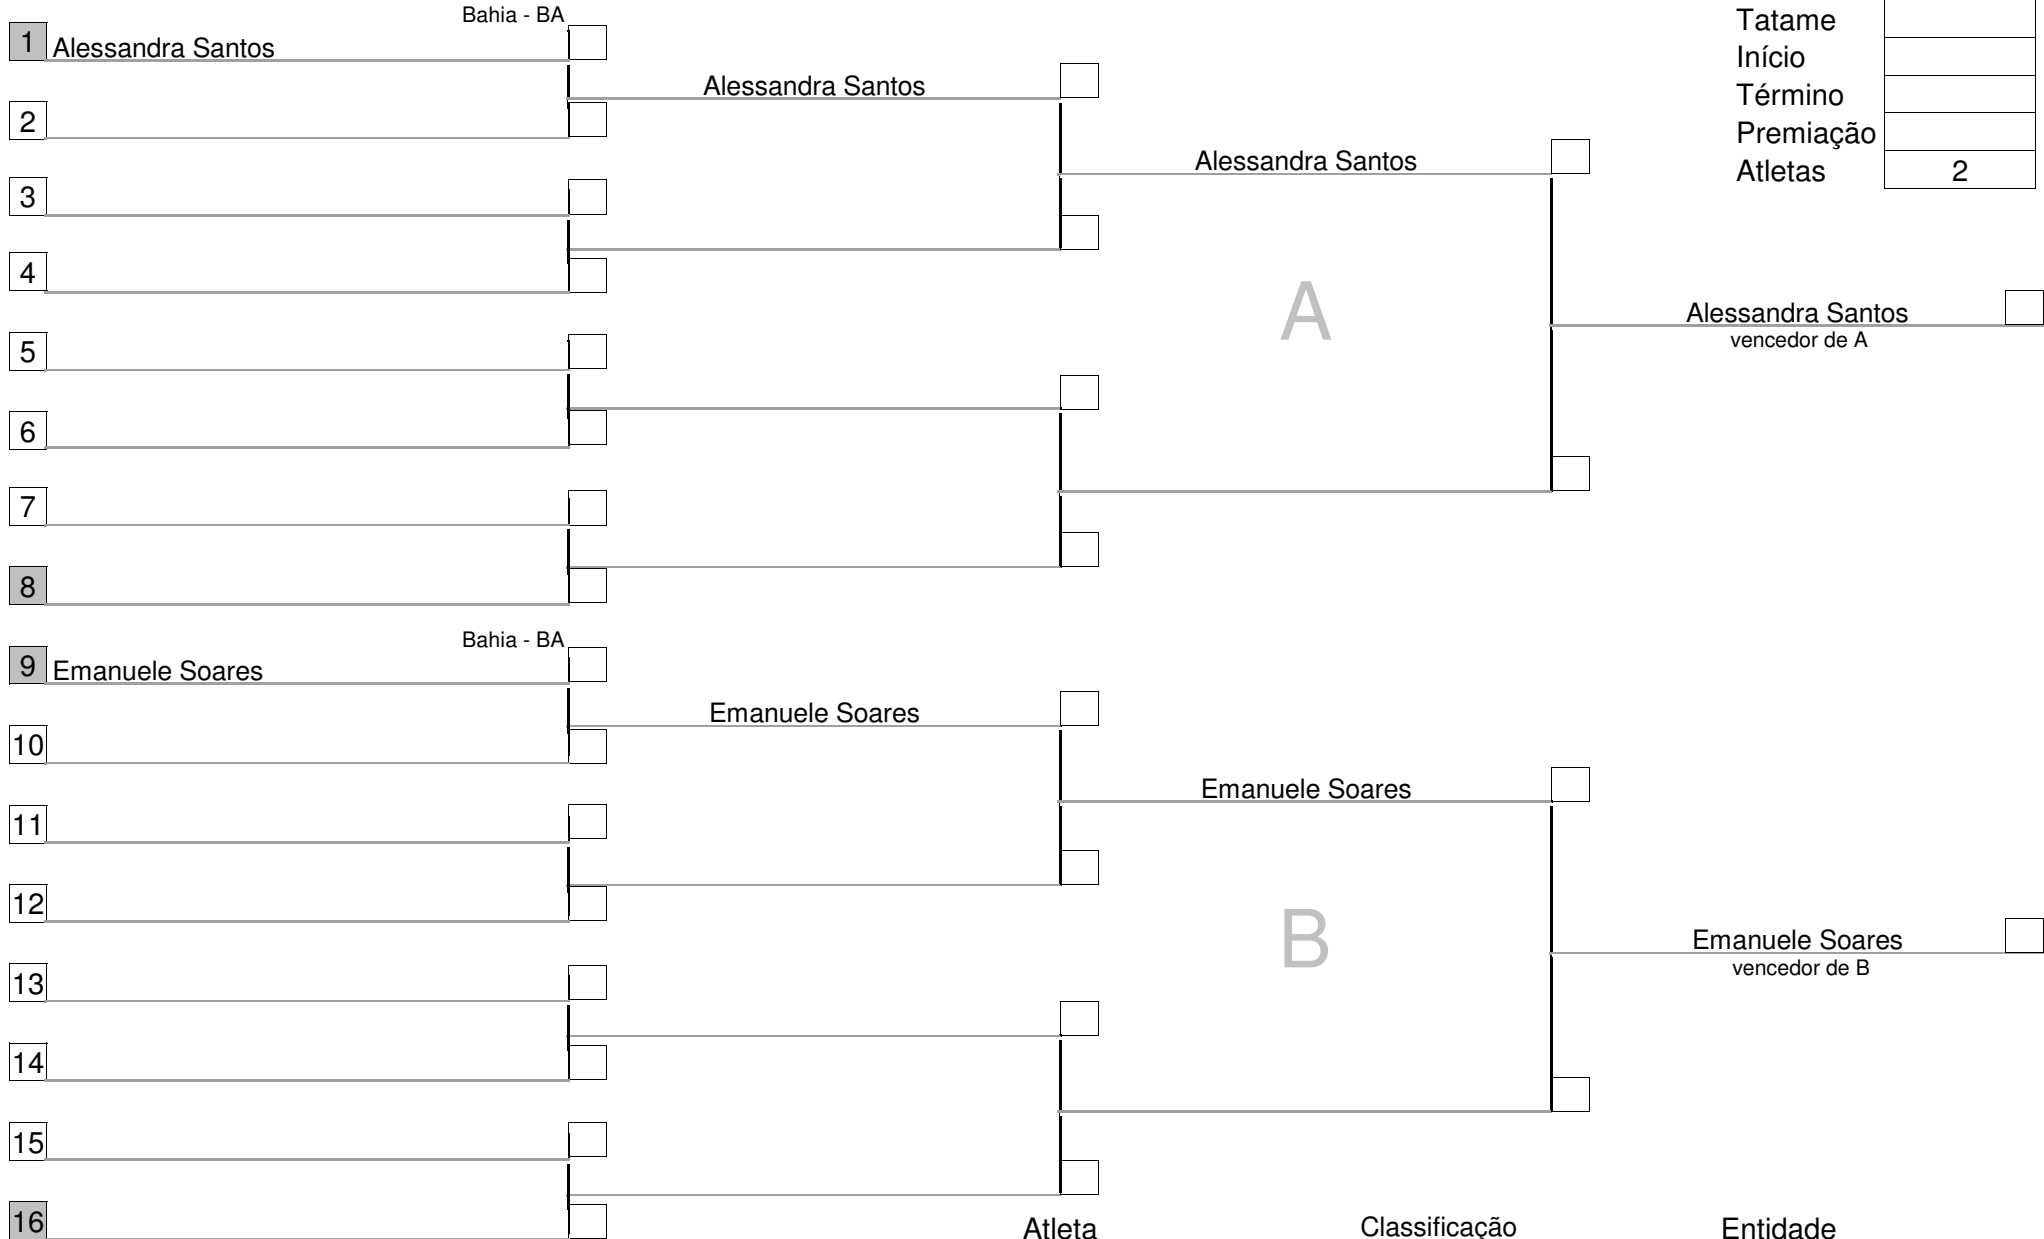 Bahia - BA
1 Alessandra Santos
Alessandra Santos
2
3
Alessandra Santos
4
5
Alessandra Santos
vencedor de A
A
6
7
8
Bahia - BA
9 Emanuele Soares
Emanuele Soares
10
Emanuele Soares
11
12
B
Emanuele Soares
vencedor de B
13
14
15
16
Tatame
Início
Término
Premiação
Atletas 2
Atleta Classificação Entidade